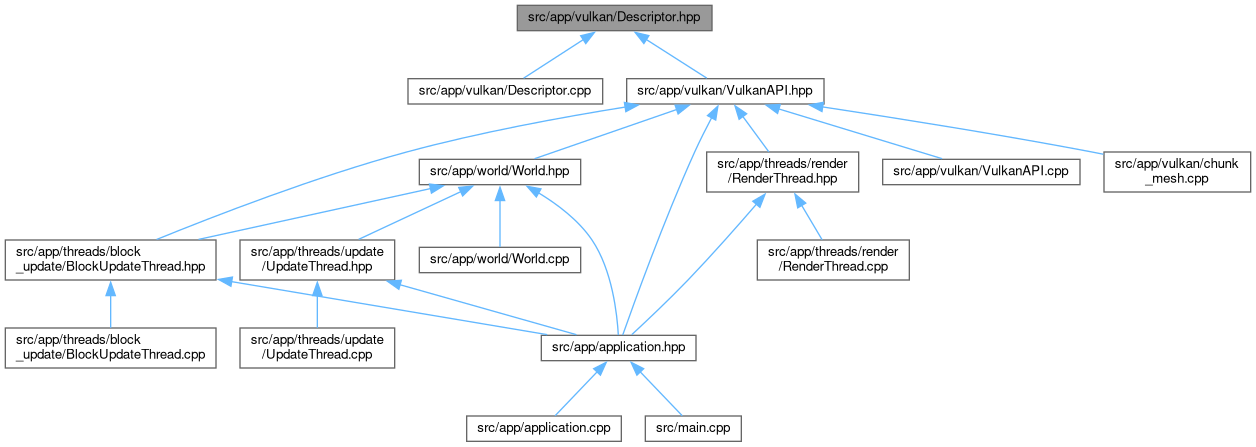 src/app/vulkan/Descriptor.hpp
src/app/vulkan/Descriptor.cpp
src/app/vulkan/VulkanAPI.hpp
src/app/world/World.hpp
src/app/threads/render
/RenderThread.hpp
src/app/vulkan/VulkanAPI.cpp
src/app/vulkan/chunk
_mesh.cpp
src/app/threads/block
_update/BlockUpdateThread.hpp
src/app/threads/update
/UpdateThread.hpp
src/app/world/World.cpp
src/app/threads/render
/RenderThread.cpp
src/app/threads/block
_update/BlockUpdateThread.cpp
src/app/threads/update
/UpdateThread.cpp
src/app/application.hpp
src/app/application.cpp
src/main.cpp